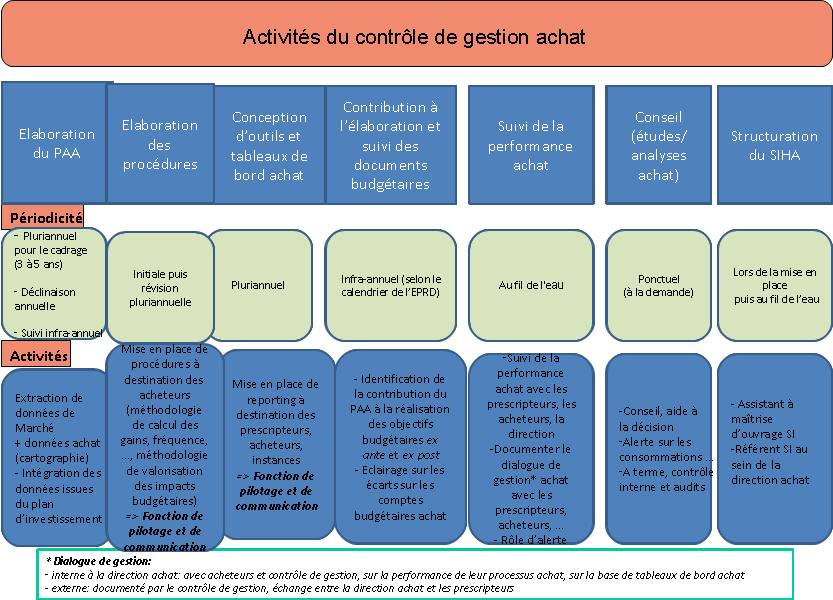 Activités du contrôle de gestion achat
Elaboration
du PAA
Elaboration
des
procédures
Conception
d'outils et
tableaux de
bord achat
Contribution à
l'élaboration et
suivi des
documents
budgétaires
Suivi de la
performance
achat
Conseil
(études/
analyses
achat)
Structuration
du SIHA
Périodicité
- Pluriannuel
pour le cadrage
(3 à 5 ans)
- Déclinaison
annuelle
- Suivi infra-annuel
Initiale puis
révision
pluriannuelle
Pluriannuel
Infra-annuel (selon le
calendrier de l'EPRD)
Au fil de l'eau
Ponctuel
(à la demande)
Lors de la mise en
place
puis au fil de l'eau
Activités
Extraction de
données de
Marché
+ données achat
(cartographie)
- Intégration des
données issues
du plan
d'investissement
Mise en place de
procédures à
destination des
acheteurs
(méthodologie
de calcul des
gains, fréquence,
..., méthodologie
de valorisation
des impacts
budgétaires)
=> Fonction de
pilotage et de
communication
Mise en place de
reporting à
destination des
prescripteurs,
acheteurs,
instances
=> Fonction de
pilotage et de
communication
- Identification de
la contribution du
PAA à la réalisation
des objectifs
budgétaires ex
ante et ex post
- Eclairage sur les
écarts sur les
comptes
budgétaires achat
-Suivi de la
performance
achat avec les
prescripteurs, les
acheteurs, la
direction
-Documenter le
dialogue de
gestion* achat
avec les
prescripteurs,
acheteurs, ...
- Rôle d'alerte
-Conseil, aide à
la décision
-Alerte sur les
consommations ...
-A terme, contrôle
interne et audits
- Assistant à
maîtrise
d'ouvrage SI
-Référent SI au
sein de la
direction achat
* Dialogue de gestion:
- interne à la direction achat: avec acheteurs et contrôle de gestion, sur la performance de leur processus achat, sur la base de tableaux de bord achat
- externe: documenté par le contrôle de gestion, échange entre la direction achat et les prescripteurs